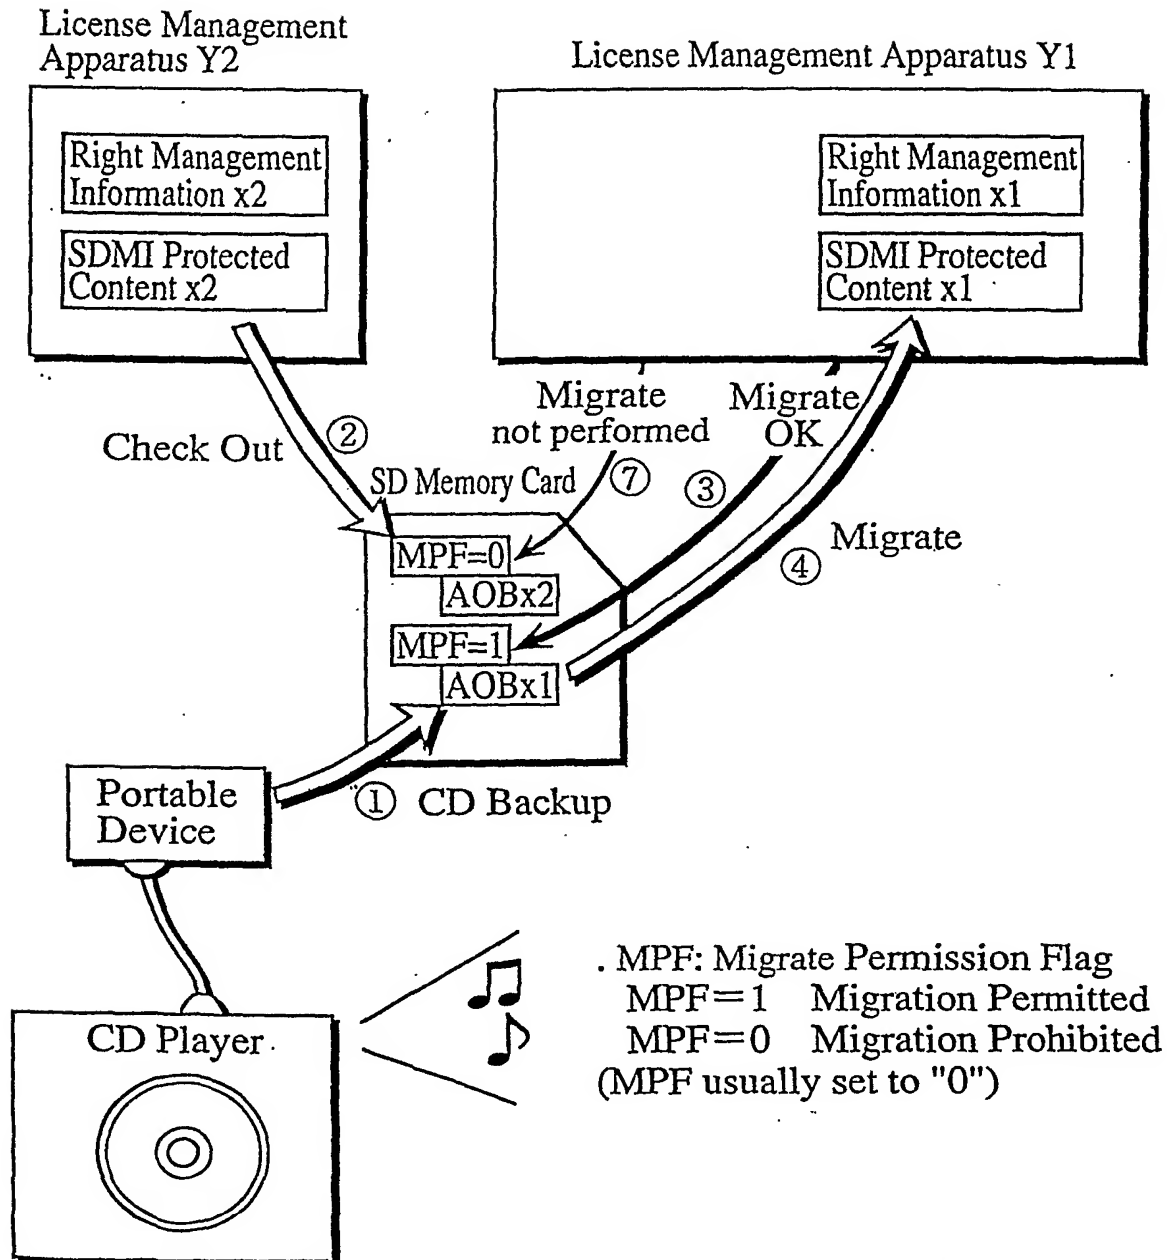 License Management
Apparatus Y2
License Management Apparatus Y1
Right Management
Information x2
SDMI Protected
Content x2
Right Management
Information x1
SDMI Protected
Content x1
Check Out
②
Migrate
not performed
⑦
Migrate
OK
③
SD Memory Card
MPF=0
AOBx2
MPF=1
AOBx1
④
Migrate
Portable
Device
① CD Backup
CD Player
. MPF: Migrate Permission Flag
MPF=1 Migration Permitted
MPF=0 Migration Prohibited
(MPF usually set to "0")